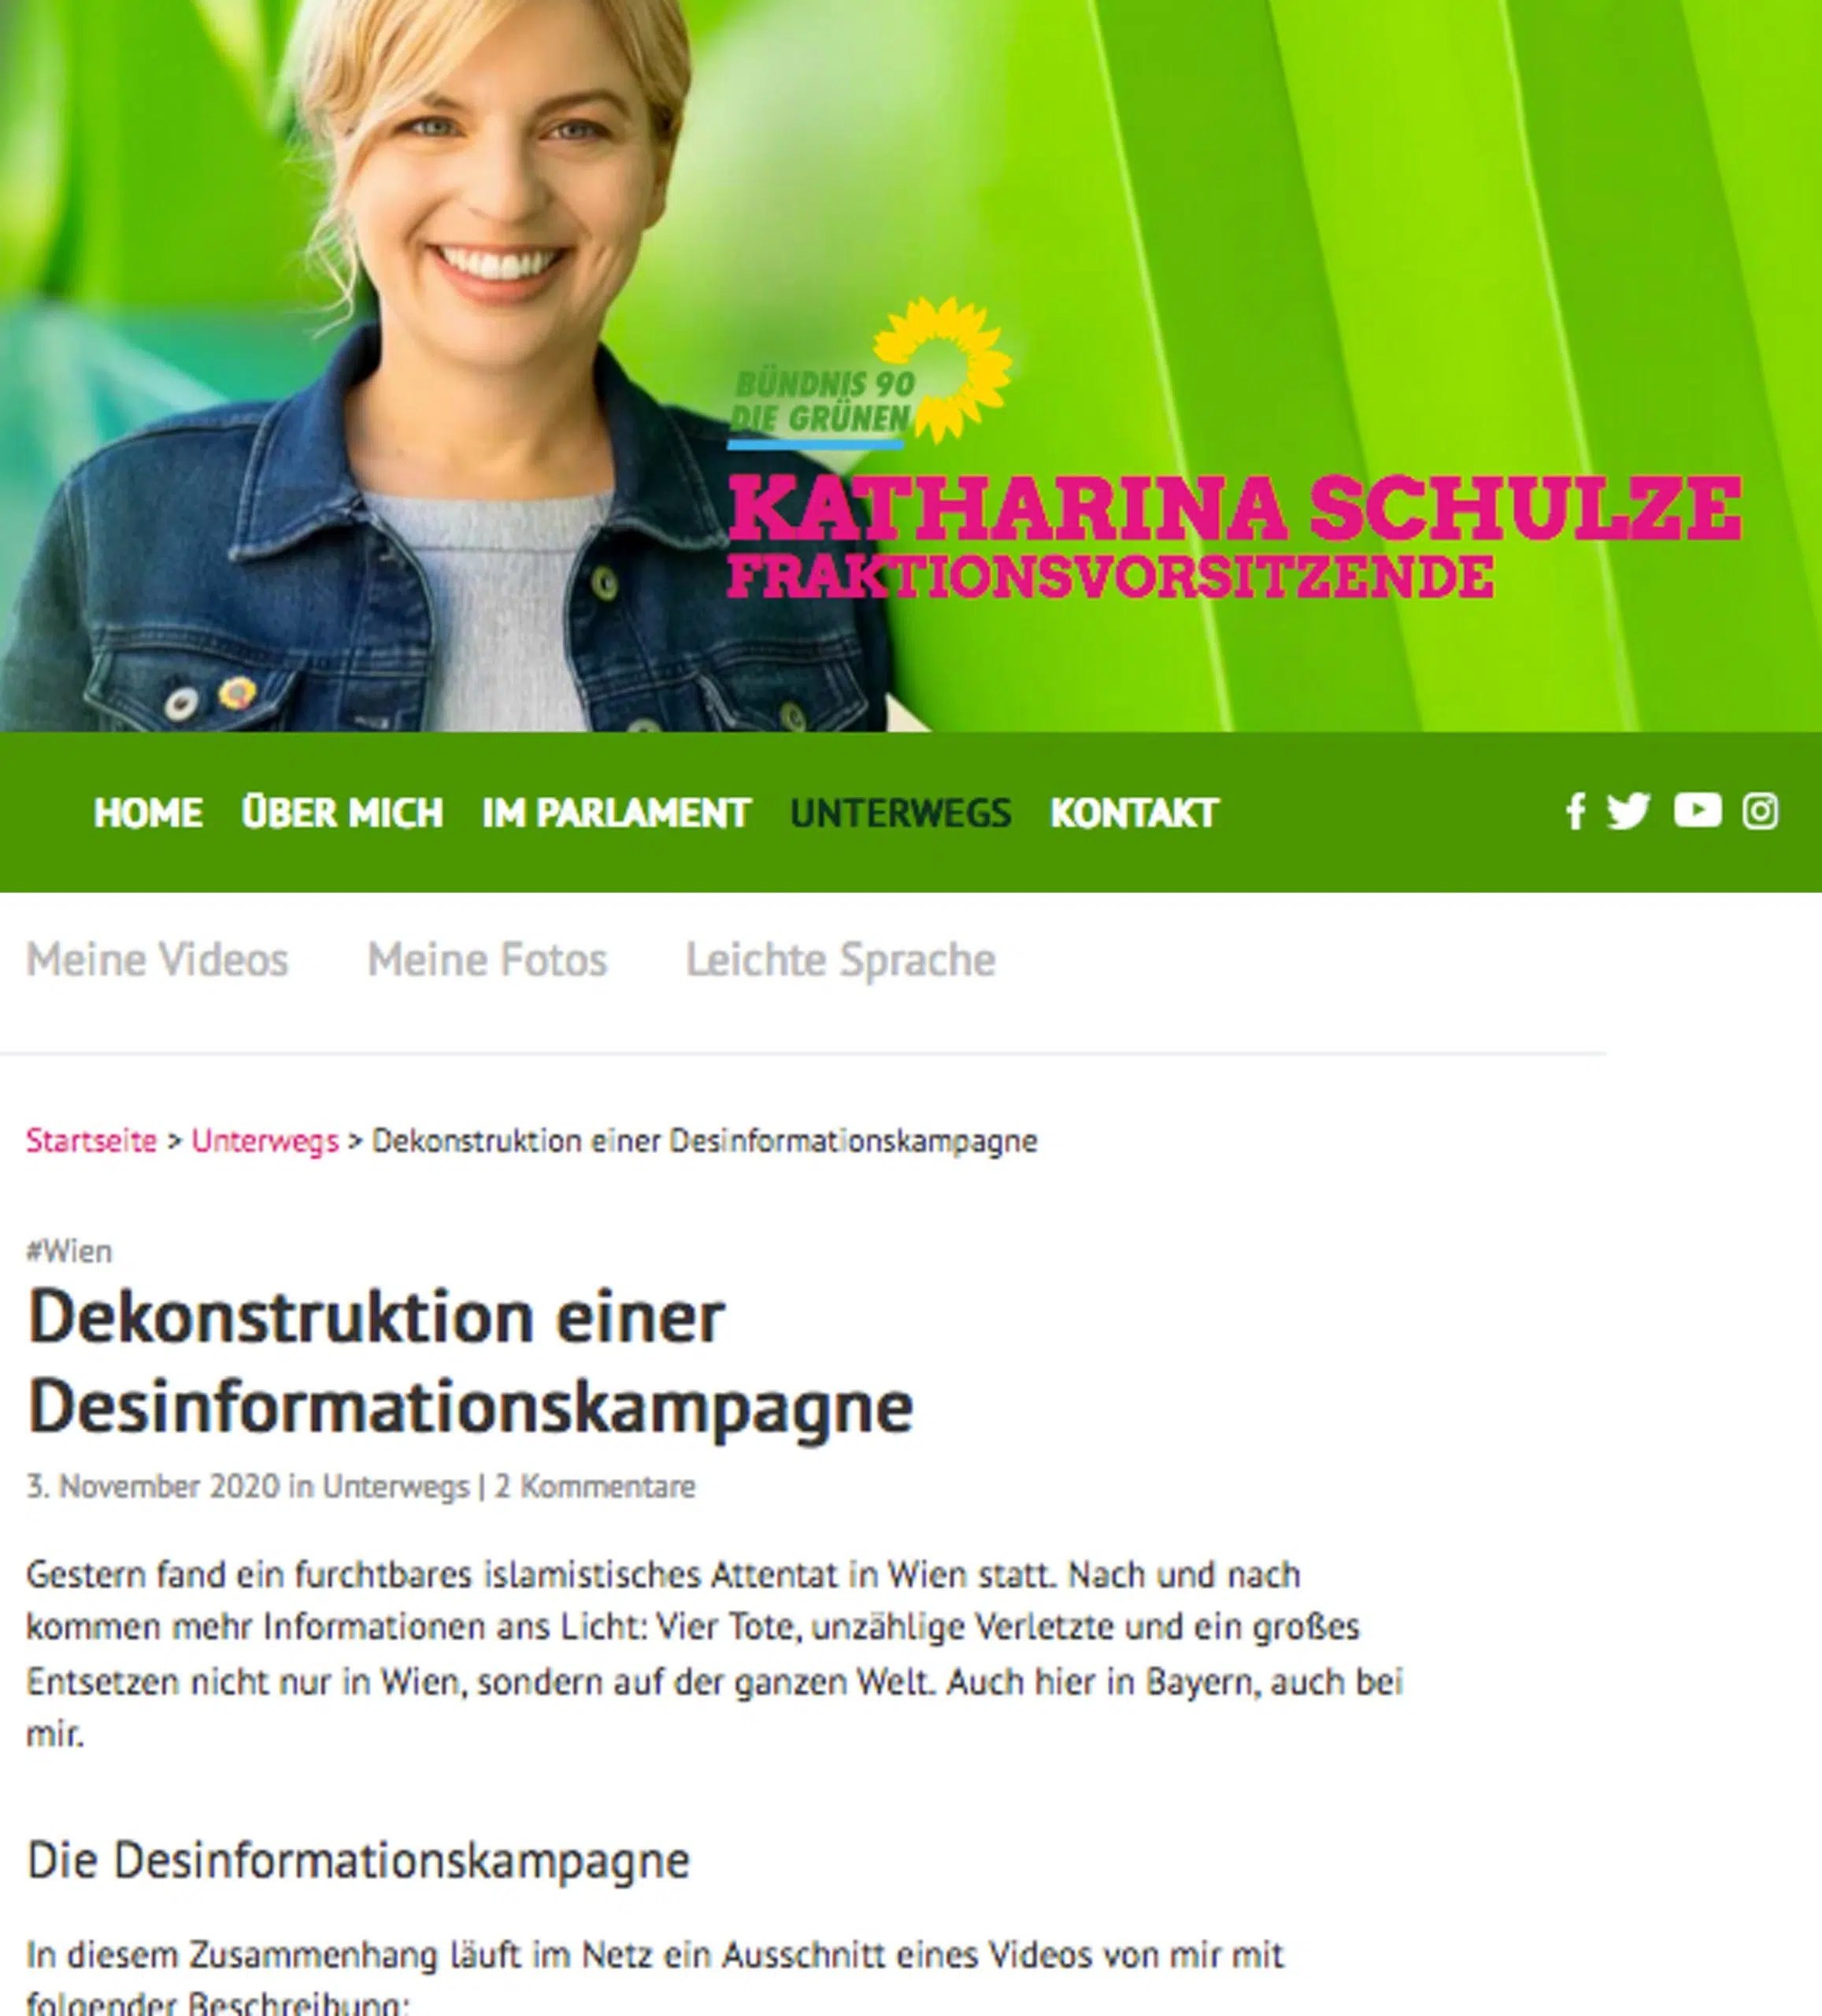 BÜNDNIS 90
DIE GRÜNEN
KATHARINA SCHULZE
FRAKTIONSVORSITZENDE
HOME ÜBER MICH IM PARLAMENT UNTERWEGS KONTAKT
Meine Videos Meine Fotos Leichte Sprache
Startseite > Unterwegs > Dekonstruktion einer Desinformationskampagne
#Wien
Dekonstruktion einer
Desinformationskampagne
3. November 2020 in Unterwegs | 2 Kommentare
Gestern fand ein furchtbares islamistisches Attentat in Wien statt. Nach und nach
kommen mehr Informationen ans Licht: Vier Tote, unzählige Verletzte und ein großes
Entsetzen nicht nur in Wien, sondern auf der ganzen Welt. Auch hier in Bayern, auch bei
mir.
Die Desinformationskampagne
In diesem Zusammenhang läuft im Netz ein Ausschnitt eines Videos von mir mit
folgender Beschreibung: